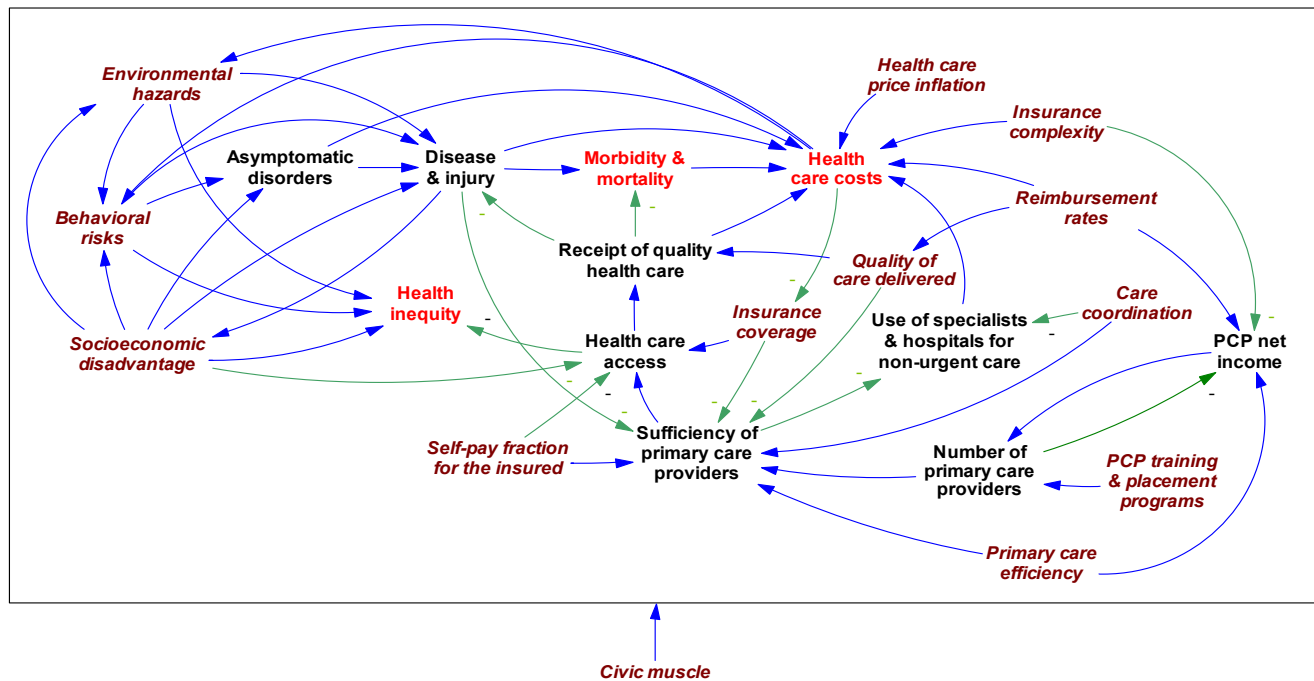 Environmental
hazards
Health care
price inflation
Insurance
complexity
Asymptomatic
disorders
Disease
& injury
Morbidity &
mortality
Health
care costs
Behavioral
risks
Reimbursement
rates
-
-
Receipt of quality
health care
Quality of
care delivered
Health
inequity
-
-
Insurance
coverage
Care
coordination
Use of specialists
& hospitals for
non-urgent care
-
-
Socioeconomic
disadvantage
Health care
access
PCP net
income
-
-
-
-
-
-
-
Self-pay fraction
for the insured
Sufficiency of
primary care
providers
Number of
primary care
providers
PCP training
& placement
programs
Primary care
efficiency
Civic muscle